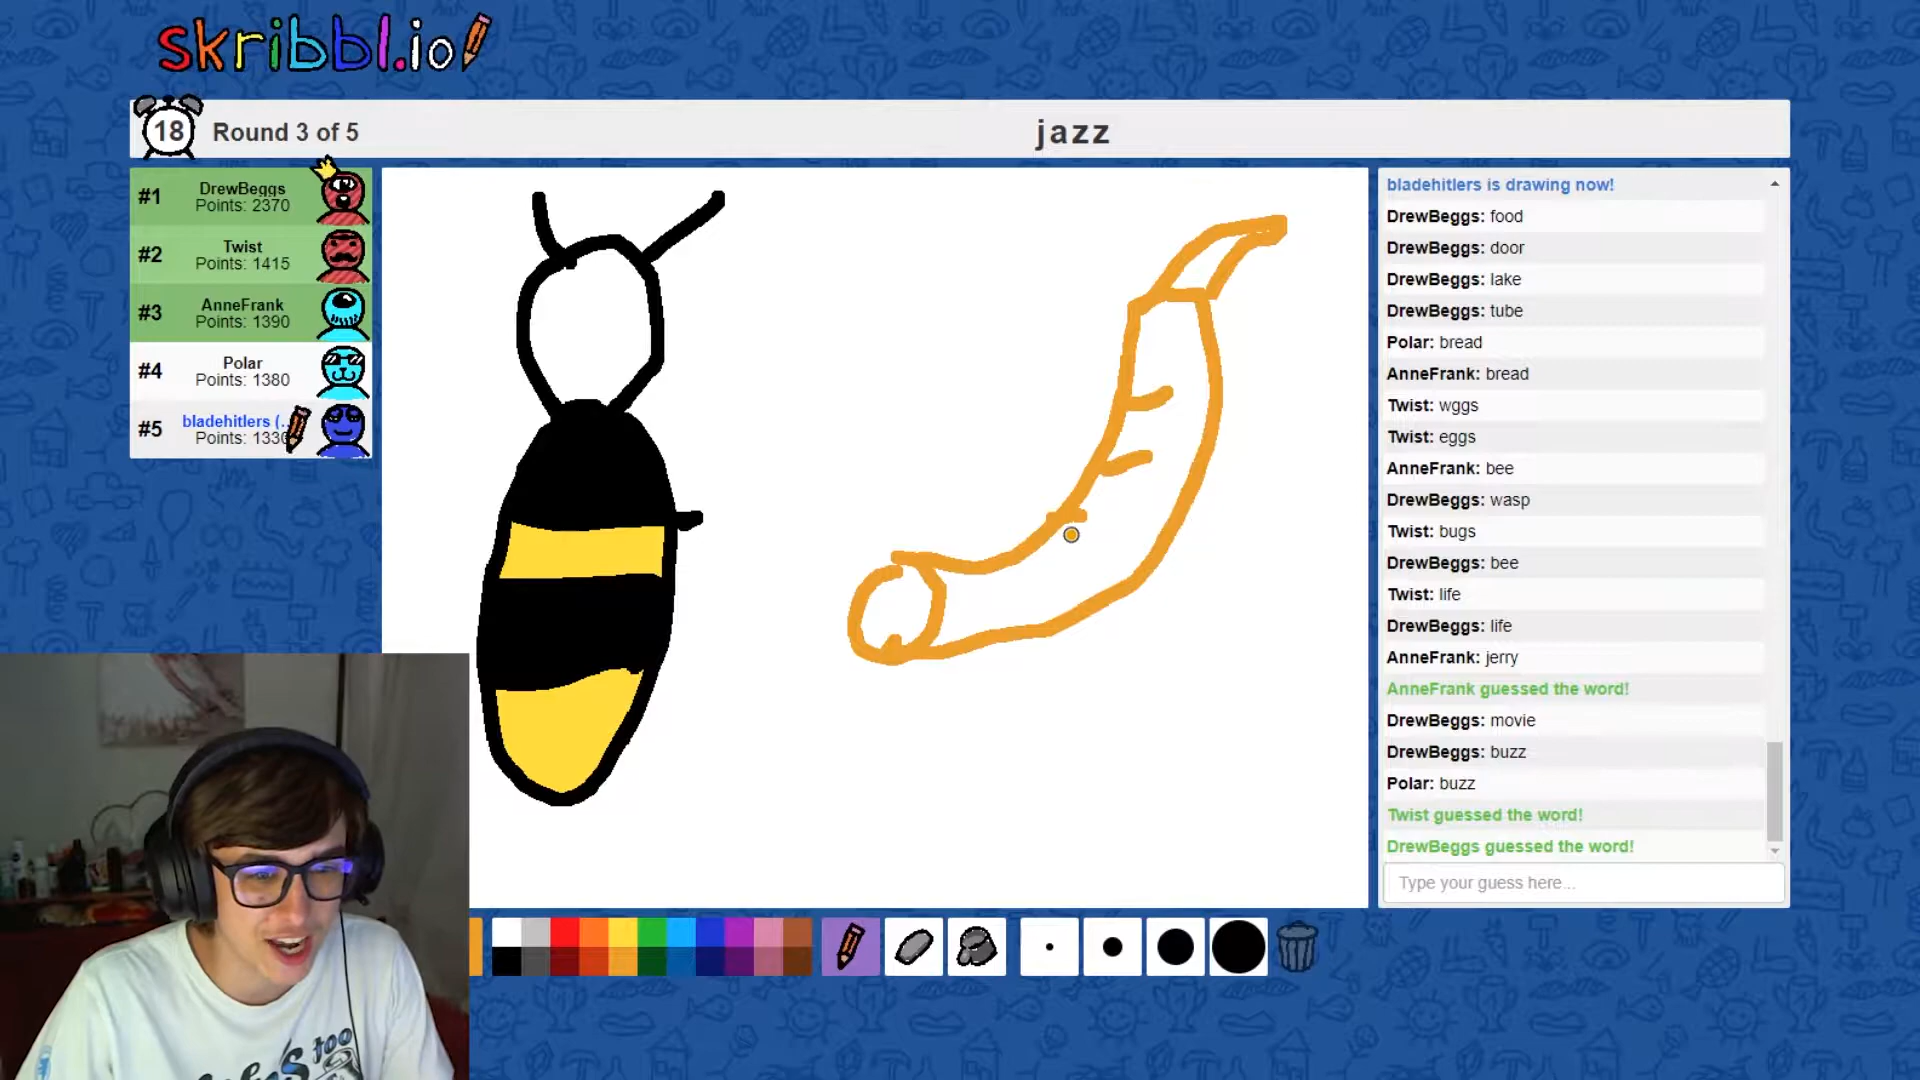 skribbl.io
18
Round 3 of 5
jazz
#1
DrewBeggs
Points: 2370
#2
Twist
Points: 1415
#3
AnneFrank
Points: 1390
#4
Polar
Points: 1380
#5
bladehitlers (...
Points: 1330
bladehitlers is drawing now!
DrewBeggs: food
DrewBeggs: door
DrewBeggs: lake
DrewBeggs: tube
Polar: bread
AnneFrank: bread
Twist: wggs
Twist: eggs
AnneFrank: bee
DrewBeggs: wasp
Twist: bugs
DrewBeggs: bee
Twist: life
DrewBeggs: life
AnneFrank: jerry
AnneFrank guessed the word!
DrewBeggs: movie
DrewBeggs: buzz
Polar: buzz
Twist guessed the word!
DrewBeggs guessed the word!
Type your guess here...